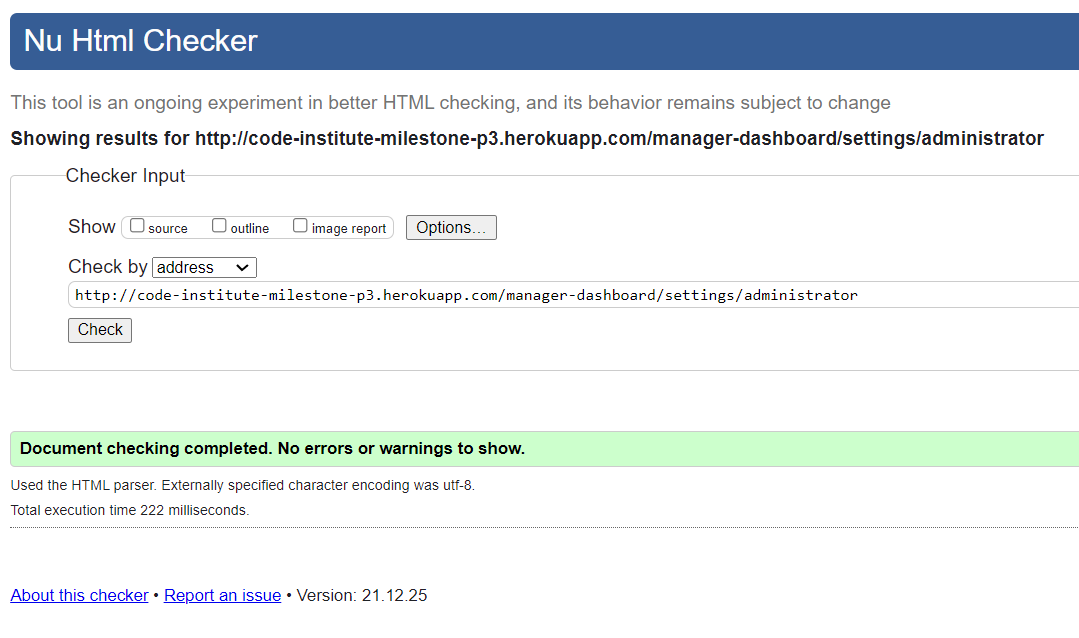 Nu Html Checker
This tool is an ongoing experiment in better HTML checking, and its behavior remains subject to change
Showing results for http://code-institute-milestone-p3.herokuapp.com/manager-dashboard/settings/administrator
Checker Input
Show source outline image report Options...
Check by address
http://code-institute-milestone-p3.herokuapp.com/manager-dashboard/settings/administrator
Check
Document checking completed. No errors or warnings to show.
Used the HTML parser. Externally specified character encoding was utf-8.
Total execution time 222 milliseconds.
About this checker • Report an issue • Version: 21.12.25